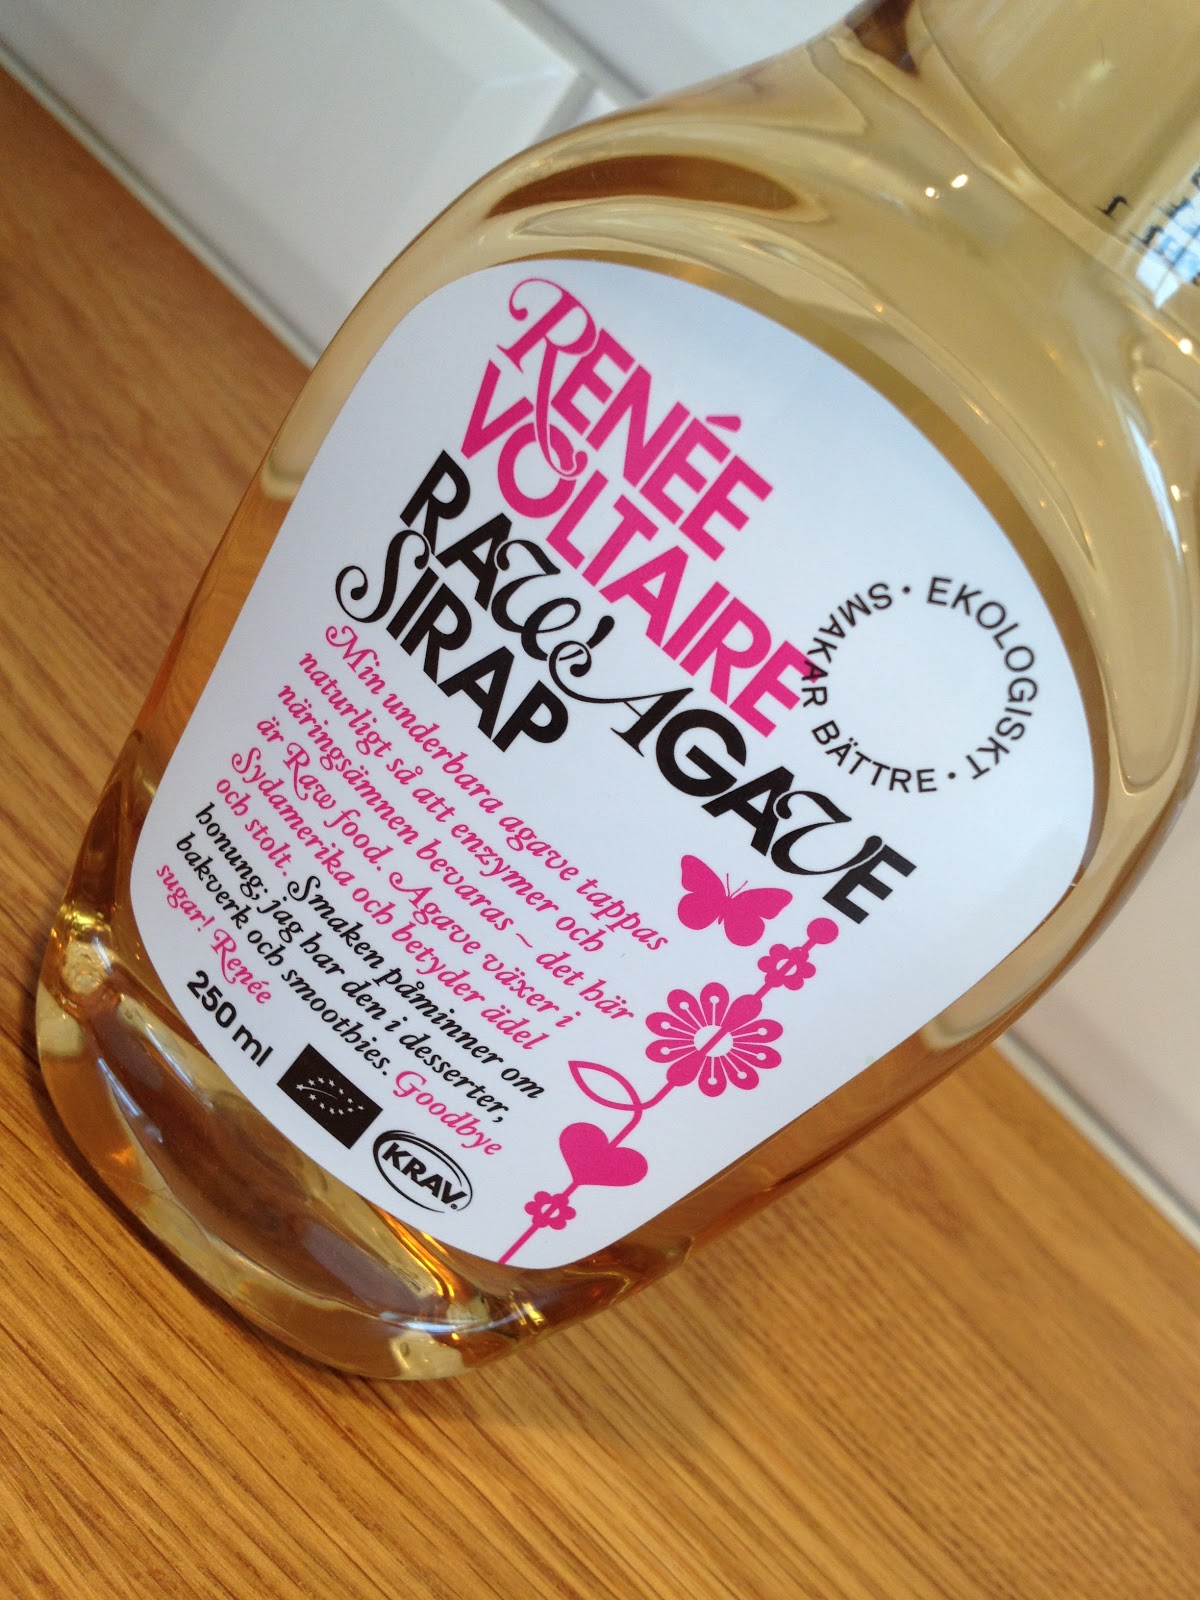 RENÉE
VOLTAIRE
RAW! AGAVE
SIRAP
EKOLOGISKT ·
SMAKAR BÄTTRE ·
Min underbara agave tappas
naturligt så att enzymer och
näringsämnen bevaras – det här
är Raw food. Agave växer i
Sydamerika och betyder ädel
och stolt. Smaken påminner om
honung; jag har den i desserter,
bakverk och smoothies. Goodbye
sugar! Renée
250 ml
KRAV®